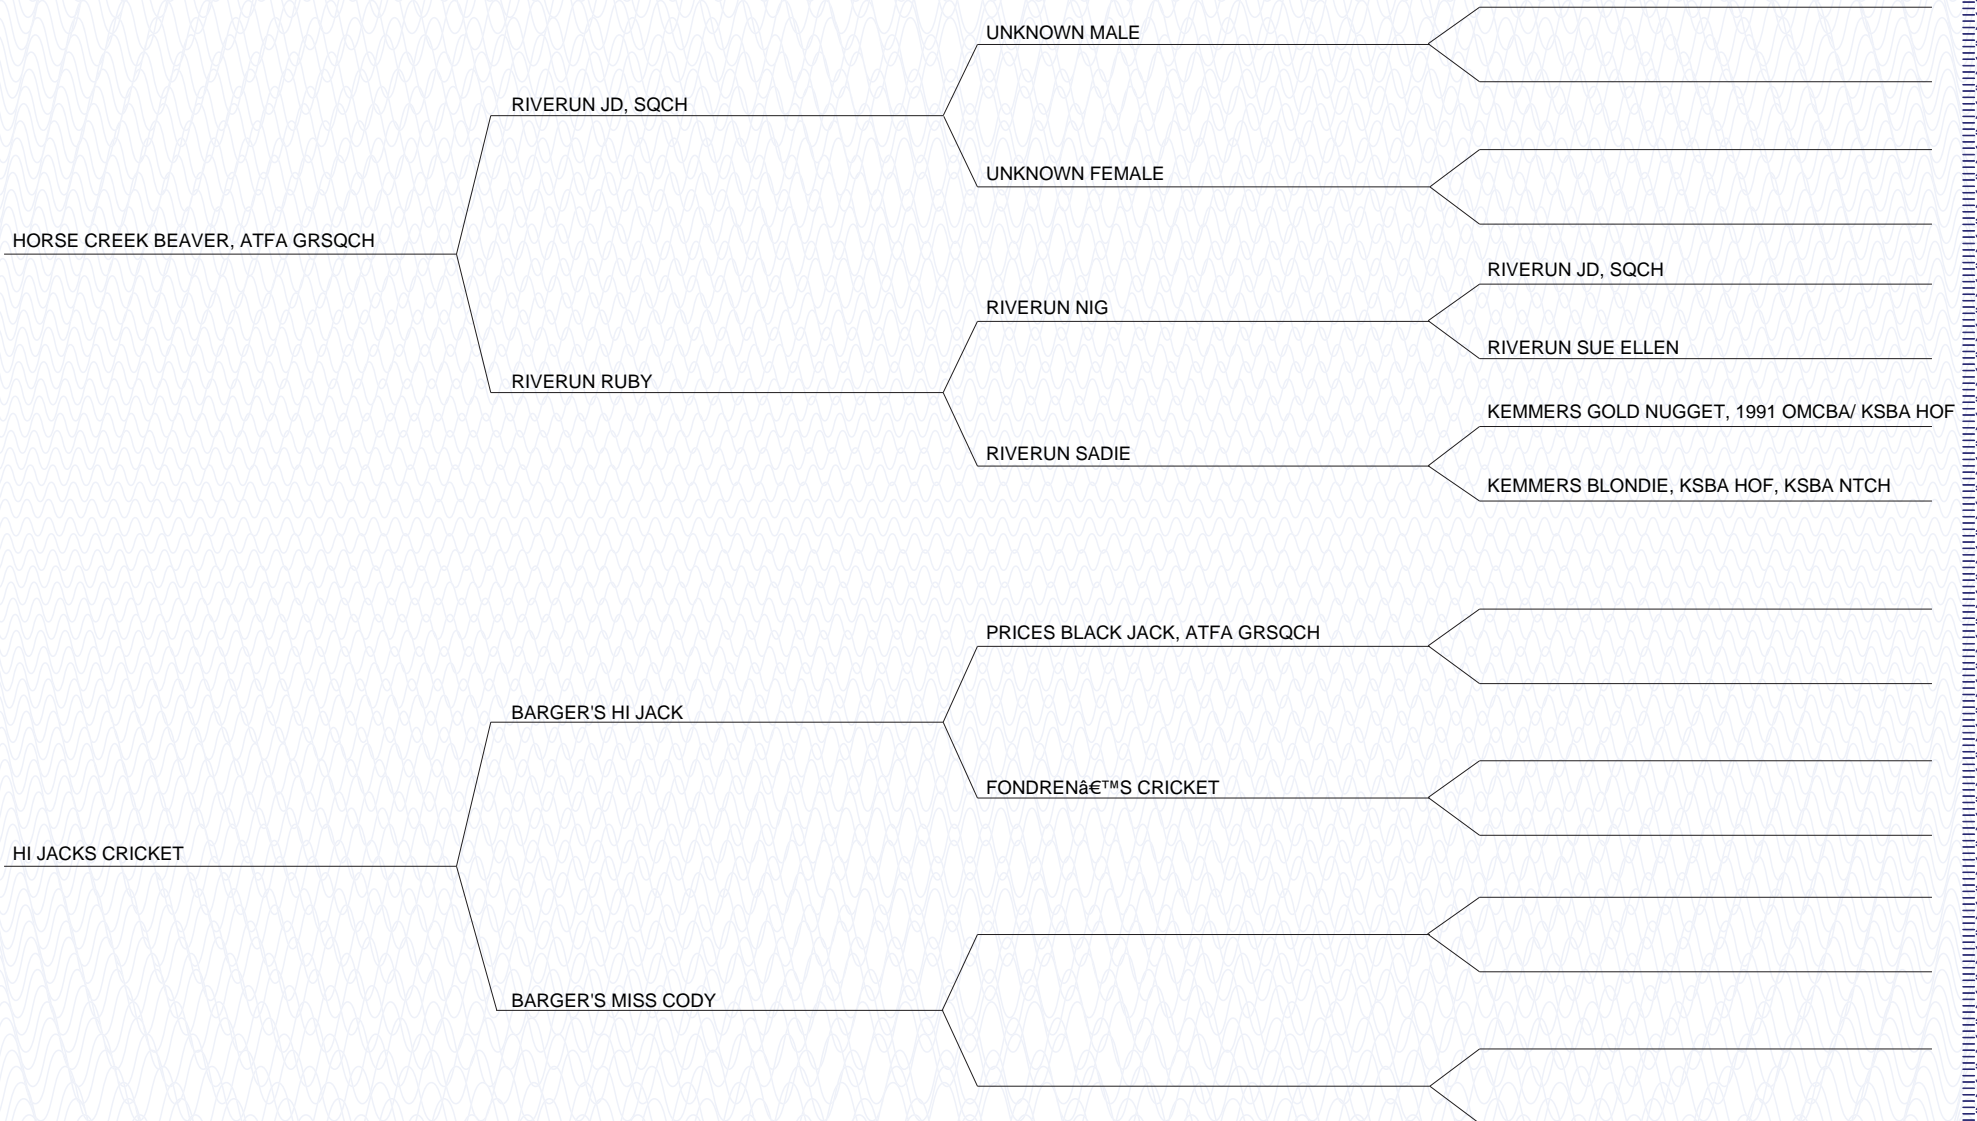 UNKNOWN MALE
RIVERUN JD, SQCH
UNKNOWN FEMALE
HORSE CREEK BEAVER, ATFA GRSQCH
RIVERUN JD, SQCH
RIVERUN NIG
RIVERUN SUE ELLEN
RIVERUN RUBY
KEMMERS GOLD NUGGET, 1991 OMCBA/ KSBA HOF
RIVERUN SADIE
KEMMERS BLONDIE, KSBA HOF, KSBA NTCH
PRICES BLACK JACK, ATFA GRSQCH
BARGER'S HI JACK
FONDRENâ€™S CRICKET
HI JACKS CRICKET
BARGER'S MISS CODY